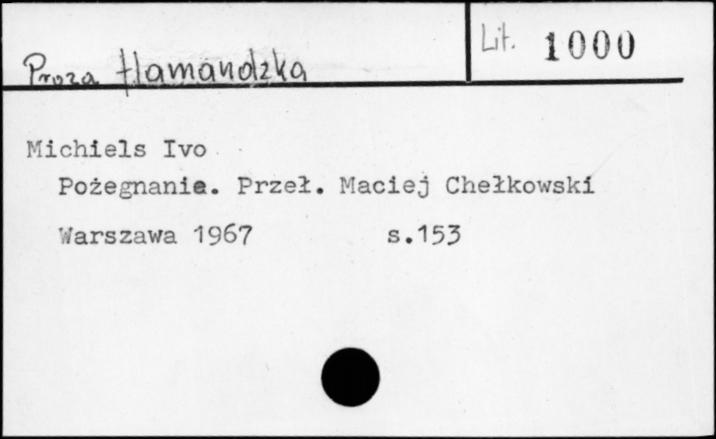 Proza flamandzka
Lit. 1000
Michiels Ivo
Pożegnanie. Przeł. Maciej Chełkowski
Warszawa 1967 s.153